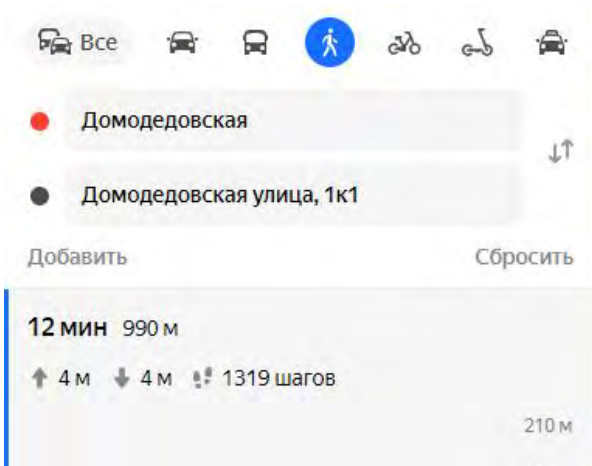 Все
Домодедовская
Домодедовская улица, 1к1
Добавить Сбросить
12 мин 990 м
4 м 4 м 1319 шагов
210 м